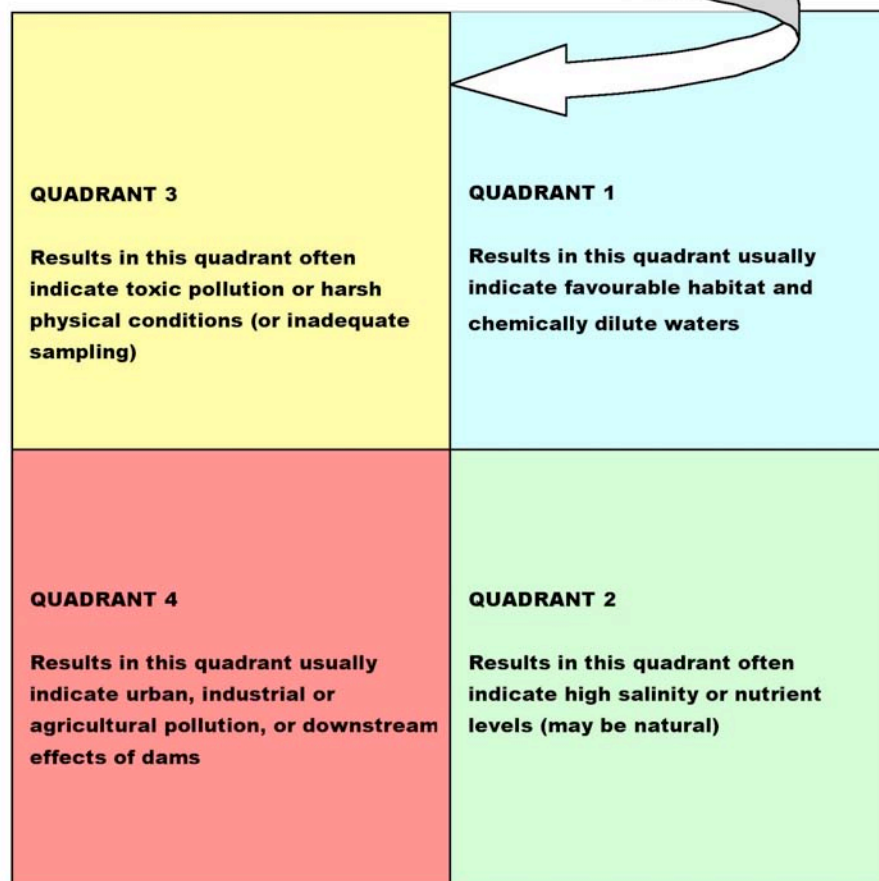 QUADRANT 3
Results in this quadrant often
indicate toxic pollution or harsh
physical conditions (or inadequate
sampling)
QUADRANT 1
Results in this quadrant usually
indicate favourable habitat and
chemically dilute waters
QUADRANT 4
Results in this quadrant usually
indicate urban, industrial or
agricultural pollution, or downstream
effects of dams
QUADRANT 2
Results in this quadrant often
indicate high salinity or nutrient
levels (may be natural)